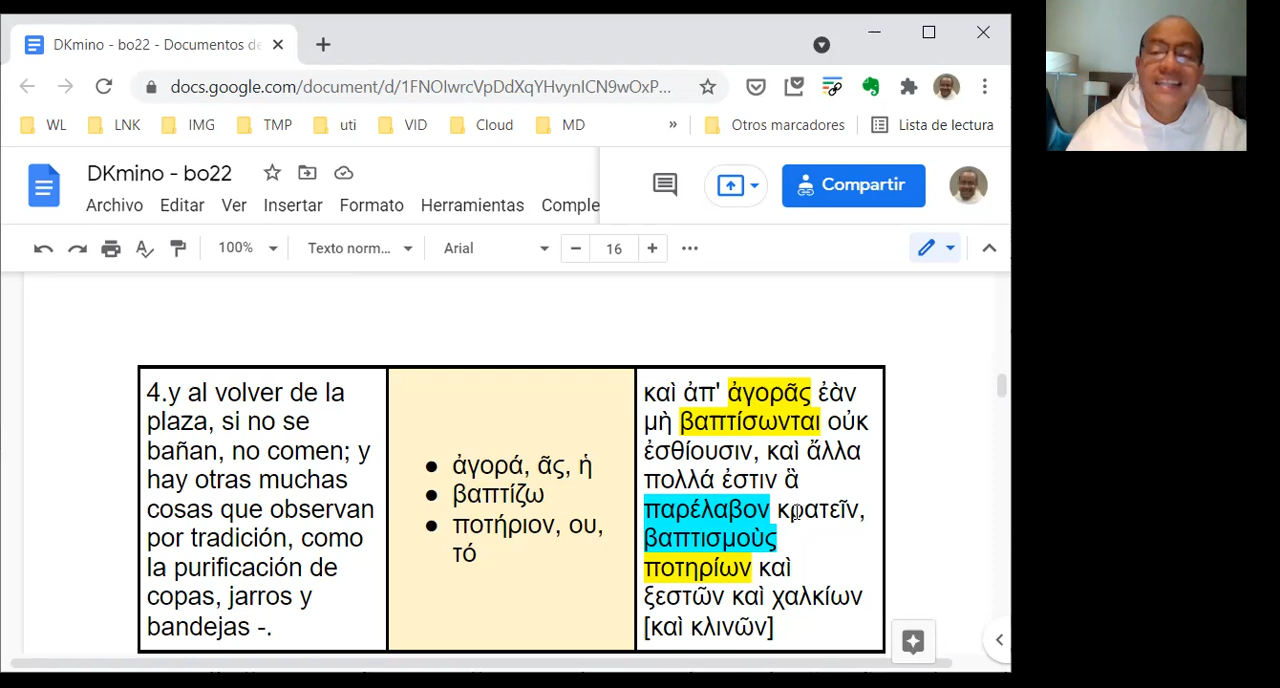 DKmino - bo22 - Documentos de
docs.google.com/document/d/1FNOIwrcVpDdXqYHvynICN9wOxP...
WL LNK IMG TMP uti VID Cloud MD » Otros marcadores Lista de lectura
DKmino - bo22
Compartir
Archivo Editar Ver Insertar Formato Herramientas Comple
100% Texto norm... Arial 16
4.y al volver de la
plaza, si no se
bañan, no comen; y
hay otras muchas
cosas que observan
por tradición, como
la purificación de
copas, jarros y
bandejas -.
● ἀγορά, ᾶς, ἡ
● βαπτίζω
● ποτήριον, ου,
τό
καὶ ἀπ' ἀγορᾶς ἐὰν
μὴ βαπτίσωνται οὐκ
ἐσθίουσιν, καὶ ἄλλα
πολλά ἐστιν ἃ
παρέλαβον κρατεῖν,
βαπτισμοὺς
ποτηρίων καὶ
ξεστῶν καὶ χαλκίων
[καὶ κλινῶν]